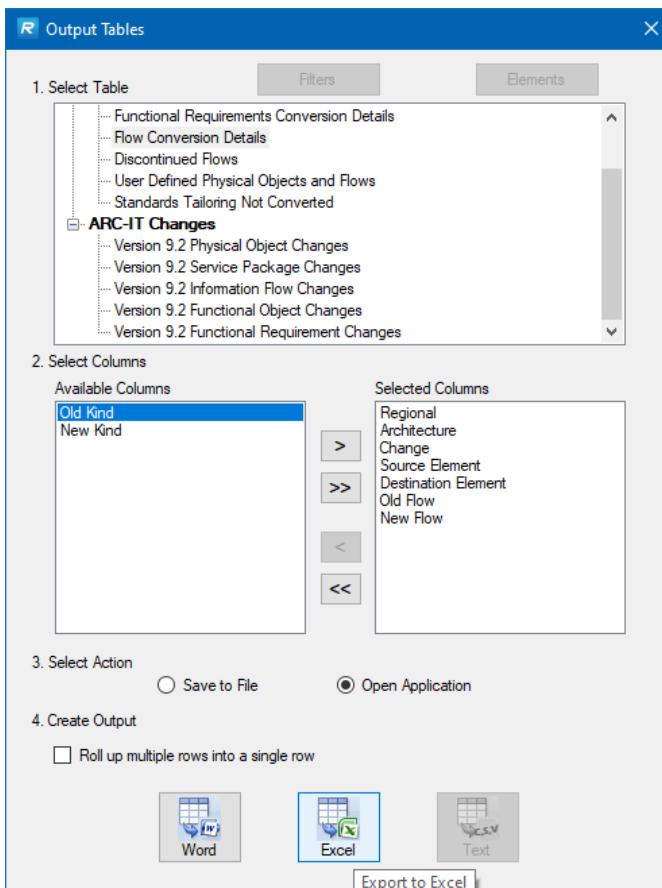 R Output Tables
1. Select Table
Filters
Elements
Functional Requirements Conversion Details
Flow Conversion Details
Discontinued Flows
User Defined Physical Objects and Flows
Standards Tailoring Not Converted
ARC-IT Changes
Version 9.2 Physical Object Changes
Version 9.2 Service Package Changes
Version 9.2 Information Flow Changes
Version 9.2 Functional Object Changes
Version 9.2 Functional Requirement Changes
2. Select Columns
Available Columns
Old Kind
New Kind
>
>>
<
<<
Selected Columns
Regional
Architecture
Change
Source Element
Destination Element
Old Flow
New Flow
3. Select Action
Save to File
Open Application
4. Create Output
Roll up multiple rows into a single row
Word
Excel
C,S,V
Text
Export to Excel